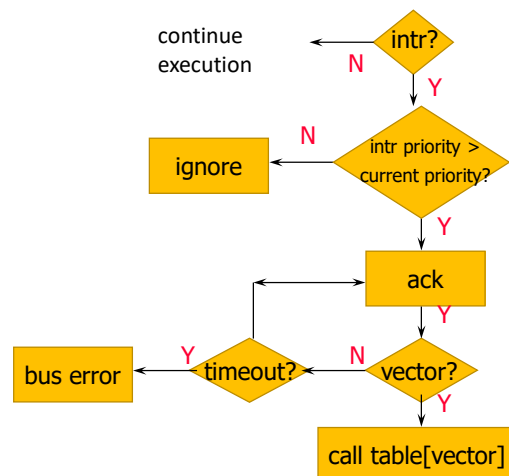 continue
execution
intr?
N
Y
N
intr priority >
current priority?
ignore
Y
ack
Y
Y
N
bus error
timeout?
vector?
Y
call table[vector]